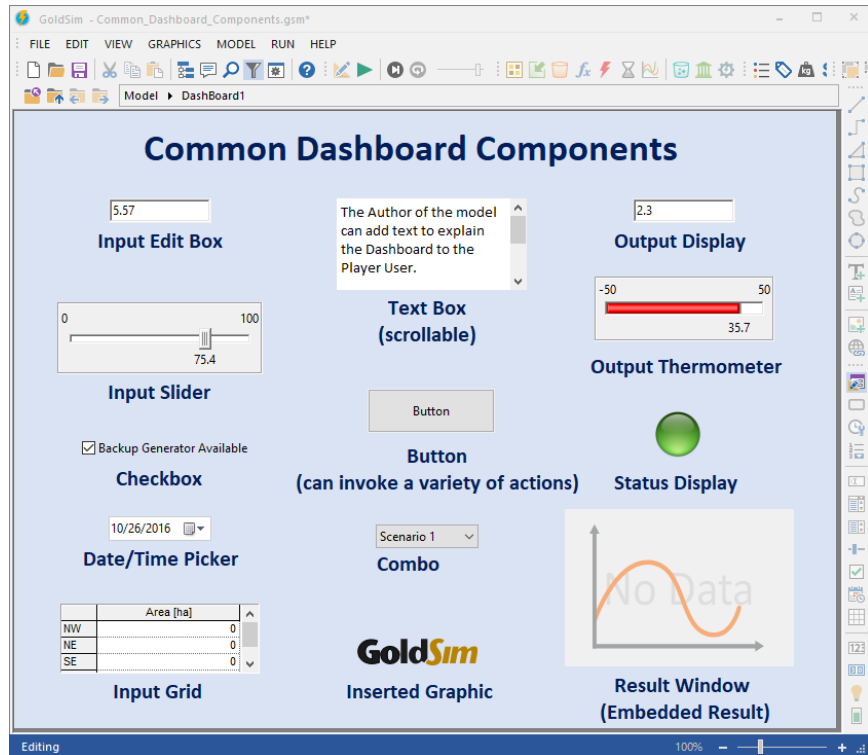 GoldSim - Common_Dashboard_Components.gsm*
FILE EDIT VIEW GRAPHICS MODEL RUN HELP
Model DashBoard1
Common Dashboard Components
5.57
Input Edit Box
The Author of the model
can add text to explain
the Dashboard to the
Player User.
Text Box
(scrollable)
2.3
Output Display
0 100
75.4
Input Slider
-50 50
35.7
Output Thermometer
Button
Button
(can invoke a variety of actions)
Backup Generator Available
Checkbox
Status Display
10/26/2016
Date/Time Picker
Scenario 1
Combo
No Data
Result Window
(Embedded Result)
Area [ha]
NW 0
NE 0
SE 0
Input Grid
GoldSim
Inserted Graphic
Editing 100%